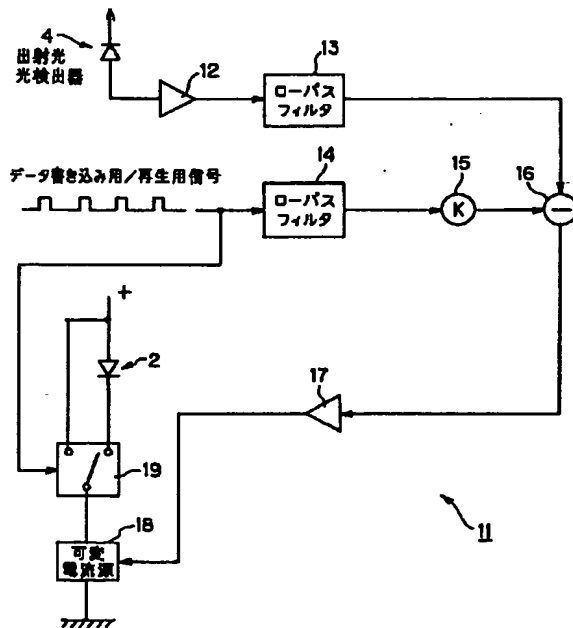 4
出射光
光検出器
12
13
ローパス
フィルタ
データ書き込み用/再生用信号
14
ローパス
フィルタ
15
K
16
−
+
2
17
19
18
可変
電流源
11